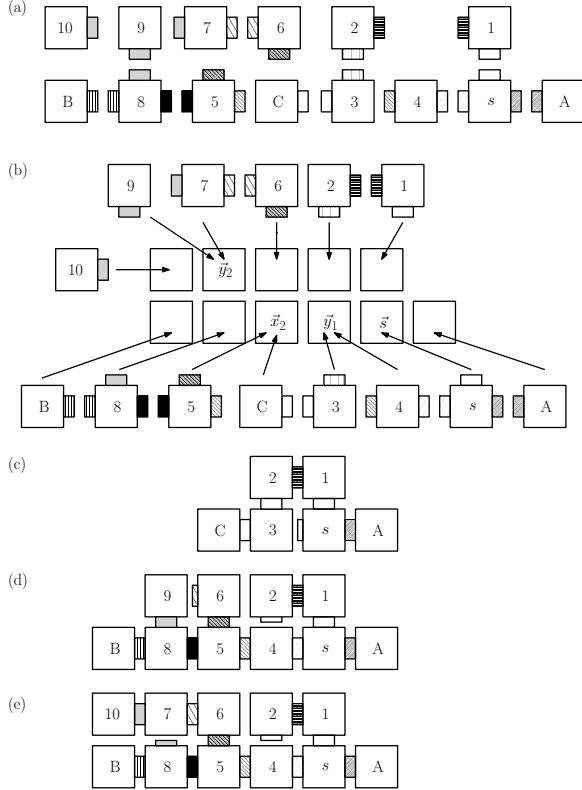 (a)
10 9 7 6 2 1
B 8 5 C 3 4 s A
(b)
9 7 6 2 1
10 y⃗₂
x⃗₂ y⃗₁ s⃗
B 8 5 C 3 4 s A
(c)
2 1
C 3 s A
(d)
9 6 2 1
B 8 5 4 s A
(e)
10 7 6 2 1
B 8 5 4 s A